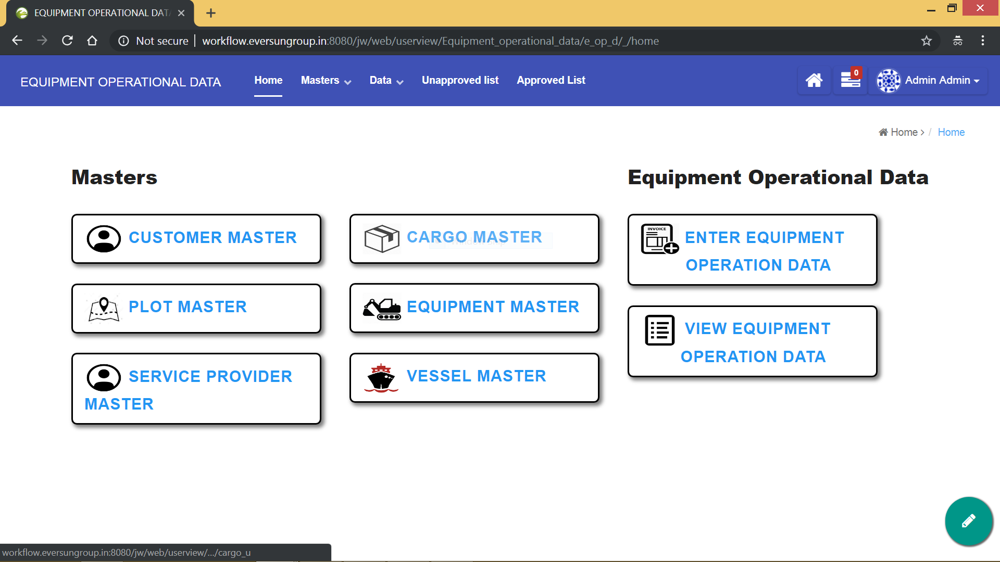 EQUIPMENT OPERATIONAL DAT
Not secure
workflow.eversungroup.in:8080/jw/web/userview/Equipment_operational_data/e_op_d/_/home
EQUIPMENT OPERATIONAL DATA
Home
Masters
Data
Unapproved list
Approved List
0
Admin Admin
Home
/
Home
Masters
Equipment Operational Data
CUSTOMER MASTER
CARGO MASTER
Window Snip
INVOICE
ENTER EQUIPMENT
OPERATION DATA
PLOT MASTER
EQUIPMENT MASTER
VIEW EQUIPMENT
OPERATION DATA
SERVICE PROVIDER
MASTER
VESSEL MASTER
workflow.eversungroup.in:8080/jw/web/userview/.../cargo_u